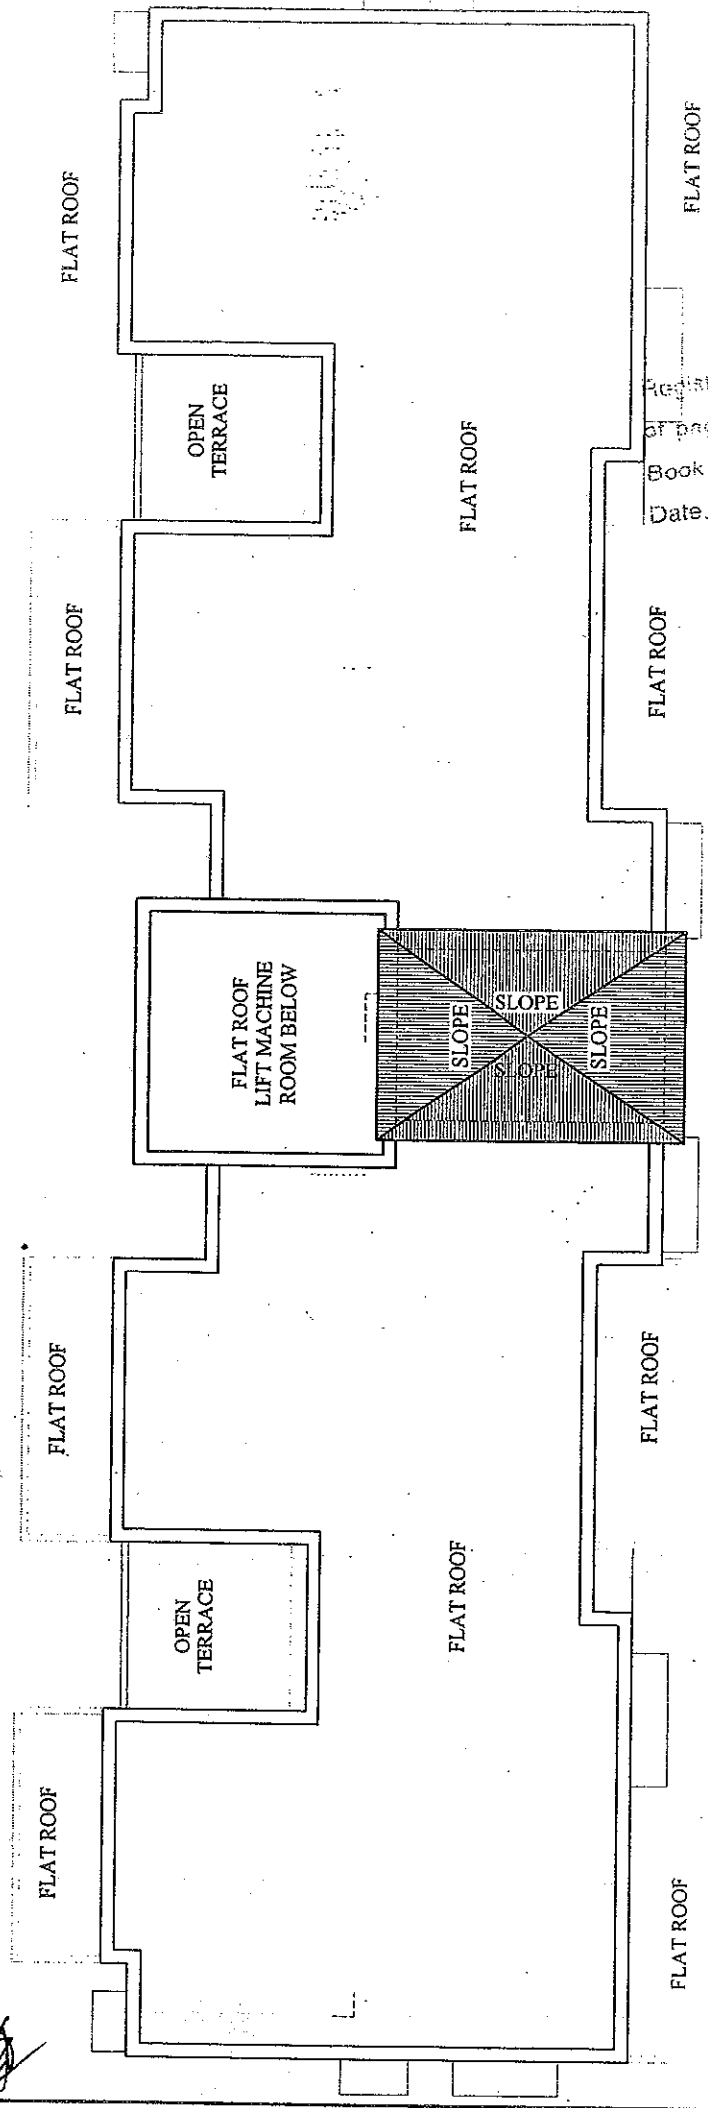 FLAT ROOF
FLAT ROOF
OPEN
TERRACE
FLAT ROOF
Book
Date.
FLAT ROOF
FLAT ROOF
FLAT ROOF
LIFT MACHINE
ROOM BELOW
SLOPE
SLOPE
SLOPE
SLOPE
FLAT ROOF
FLAT ROOF
OPEN
TERRACE
FLAT ROOF
FLAT ROOF
FLAT ROOF